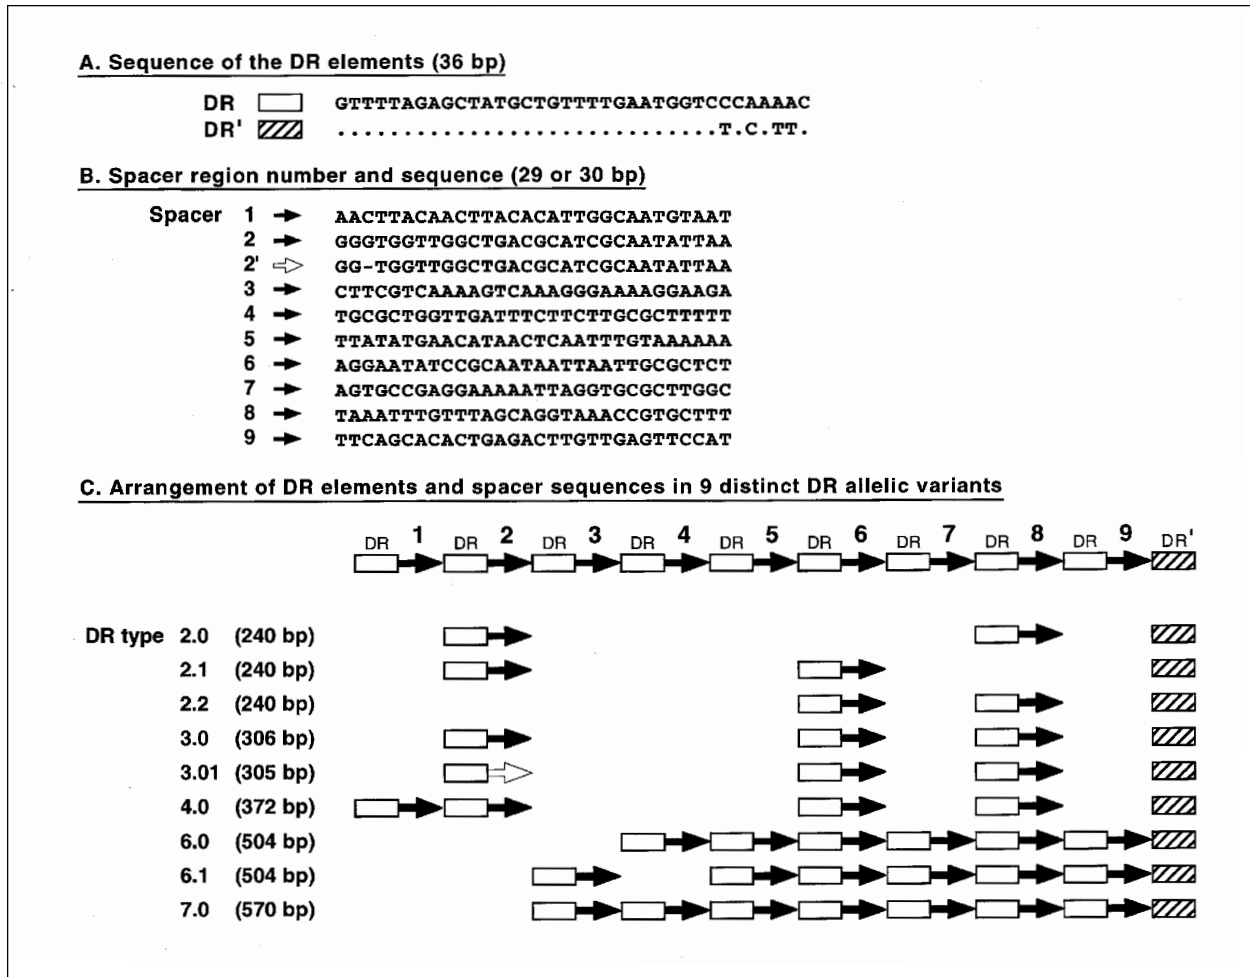 A. Sequence of the DR elements (36 bp)
DR GTTTTAGAGCTATGCTGTTTTGAATGGTCCCAAAAC
DR' ..............................T.C.TT.
B. Spacer region number and sequence (29 or 30 bp)
Spacer 1 AACTTACAACTTACACATTGGCAATGTAAT
2 GGGTGGTTGGCTGACGCATCGCAATATTAA
2' GG-TGGTTGGCTGACGCATCGCAATATTAA
3 CTTCGTCAAAAGTCAAAGGGAAAAGGAAGA
4 TGCGCTGGTTGATTTCTTCTTGCGCTTTTT
5 TTATATGAACATAACTCAATTTGTAAAAAA
6 AGGAATATCCGCAATAATTAATTGCGCTCT
7 AGTGCCGAGGAAAAATTAGGTGCGCTTGGC
8 TAAATTTGTTTAGCAGGTAAACCGTGCTTT
9 TTCAGCACACTGAGACTTGTTGAGTTCCAT
C. Arrangement of DR elements and spacer sequences in 9 distinct DR allelic variants
DR 1 DR 2 DR 3 DR 4 DR 5 DR 6 DR 7 DR 8 DR 9 DR'
DR type 2.0 (240 bp)
2.1 (240 bp)
2.2 (240 bp)
3.0 (306 bp)
3.01 (305 bp)
4.0 (372 bp)
6.0 (504 bp)
6.1 (504 bp)
7.0 (570 bp)